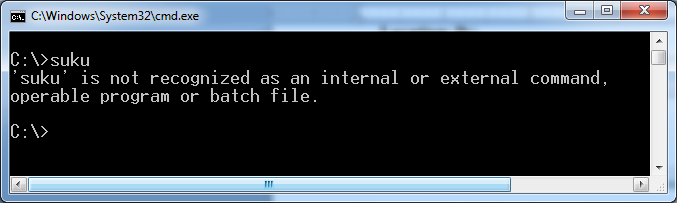 C:\Windows\System32\cmd.exe
C:\>suku
'suku' is not recognized as an internal or external command,
operable program or batch file.
C:\>